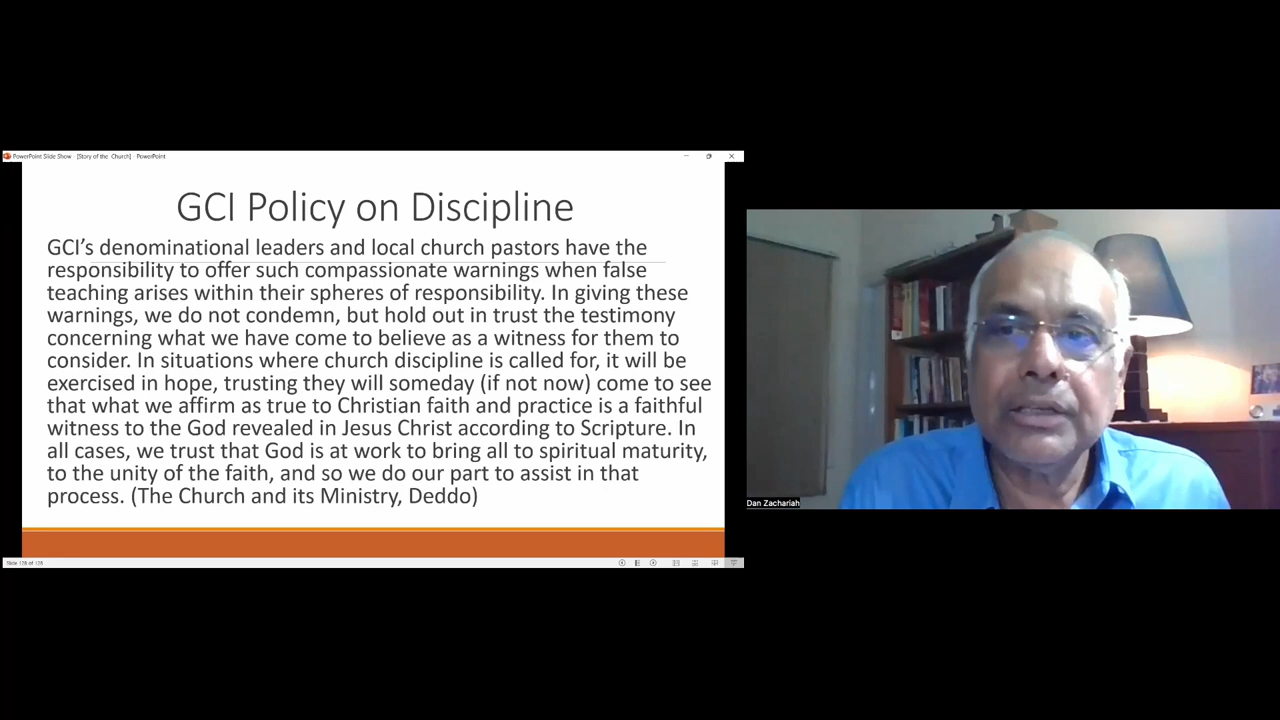 PowerPoint Slide Show - [Story of the Church] - PowerPoint
GCI Policy on Discipline
GCI's denominational leaders and local church pastors have the
responsibility to offer such compassionate warnings when false
teaching arises within their spheres of responsibility. In giving these
warnings, we do not condemn, but hold out in trust the testimony
concerning what we have come to believe as a witness for them to
consider. In situations where church discipline is called for, it will be
exercised in hope, trusting they will someday (if not now) come to see
that what we affirm as true to Christian faith and practice is a faithful
witness to the God revealed in Jesus Christ according to Scripture. In
all cases, we trust that God is at work to bring all to spiritual maturity,
to the unity of the faith, and so we do our part to assist in that
process. (The Church and its Ministry, Deddo)
Slide 128 of 128
Dan Zachariah